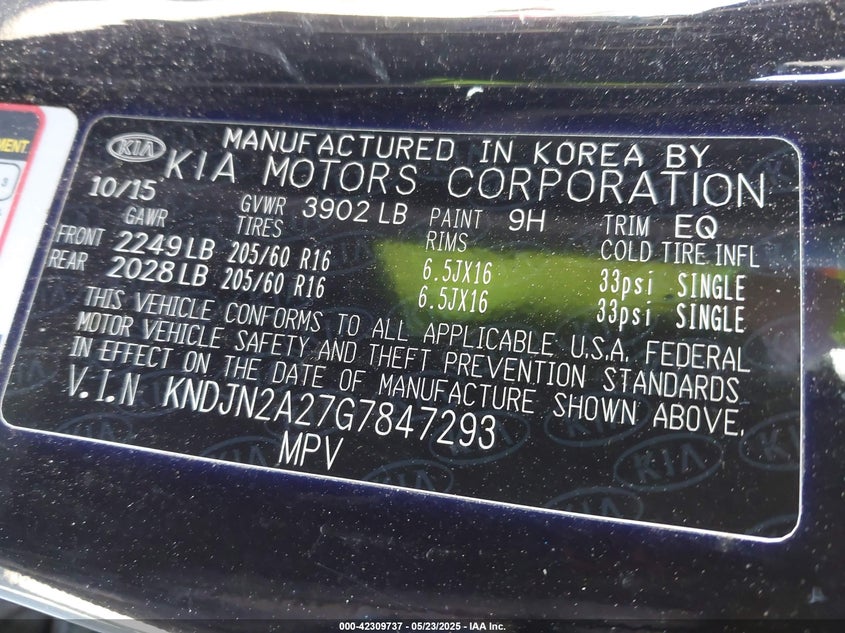 MENT
KIA MANUFACTURED IN KOREA BY
KIA MOTORS CORPORATION
10/15 GVWR 3902 LB PAINT 9H TRIM EQ
GAWR TIRES RIMS COLD TIRE INFL
FRONT 2249 LB 205/60 R16 6.5JX16 33psi SINGLE
REAR 2028 LB 205/60 R16 6.5JX16 33psi SINGLE
THIS VEHICLE CONFORMS TO ALL APPLICABLE U.S.A. FEDERAL
MOTOR VEHICLE SAFETY AND THEFT PREVENTION STANDARDS
IN EFFECT ON THE DATE OF MANUFACTURE SHOWN ABOVE.
V.I.N KNDJN2A27G7847293
MPV
KIA
000-42309737 - 05/23/2025 - IAA Inc.